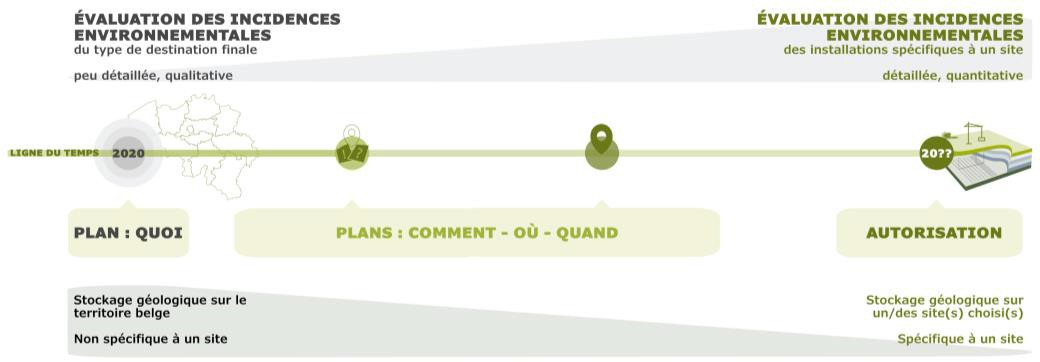 ÉVALUATION DES INCIDENCES
ENVIRONNEMENTALES
du type de destination finale
peu détaillée, qualitative
ÉVALUATION DES INCIDENCES
ENVIRONNEMENTALES
des installations spécifiques à un site
détaillée, quantitative
LIGNE DU TEMPS
2020
?
20??
PLAN : QUOI
PLANS : COMMENT - OÙ - QUAND
AUTORISATION
Stockage géologique sur le
territoire belge
Non spécifique à un site
Stockage géologique sur
un/des site(s) choisi(s)
Spécifique à un site